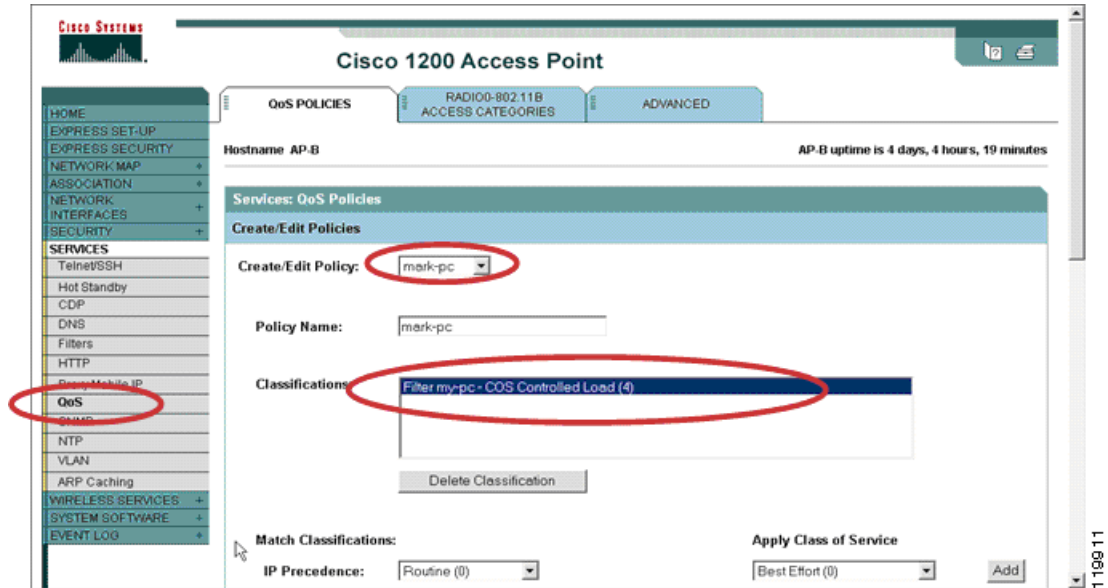 CISCO SYSTEMS
Cisco 1200 Access Point
QoS POLICIES
RADIO0-802.11B
ACCESS CATEGORIES
ADVANCED
Hostname AP-B
AP-B uptime is 4 days, 4 hours, 19 minutes
HOME
EXPRESS SET-UP
EXPRESS SECURITY
NETWORK MAP +
ASSOCIATION +
NETWORK
INTERFACES +
SECURITY +
SERVICES
Telnet/SSH
Hot Standby
CDP
DNS
Filters
HTTP
Proxy Mobile IP
QoS
SNMP
NTP
VLAN
ARP Caching
WIRELESS SERVICES +
SYSTEM SOFTWARE +
EVENT LOG +
Services: QoS Policies
Create/Edit Policies
Create/Edit Policy: mark-pc
Policy Name: mark-pc
Classifications
Filter my-pc - COS Controlled Load (4)
Delete Classification
Match Classifications:
Apply Class of Service
IP Precedence: Routine (0)
Best Effort (0)
Add
119911